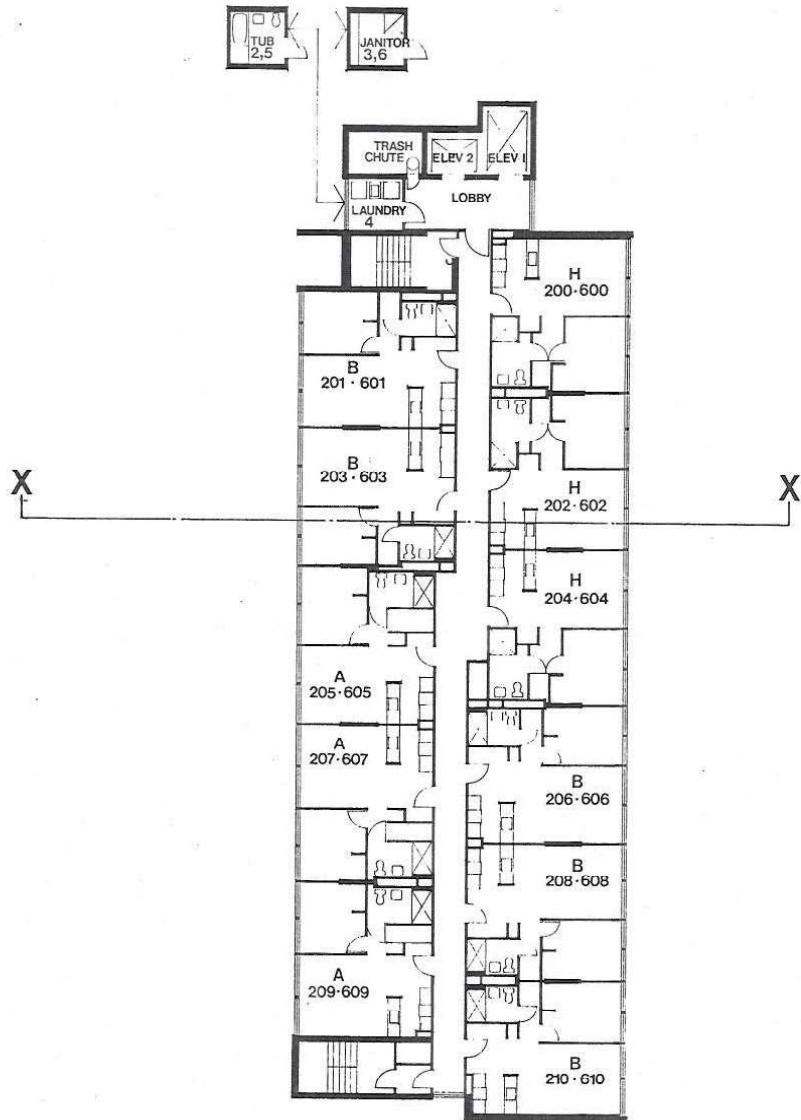 TUB
2,5
JANITOR
3,6
TRASH
CHUTE
ELEV 2
ELEV 1
LAUNDRY
4
LOBBY
H
200·600
B
201·601
B
203·603
X
X
H
202·602
H
204·604
A
205·605
A
207·607
B
206·606
B
208·608
A
209·609
B
210·610